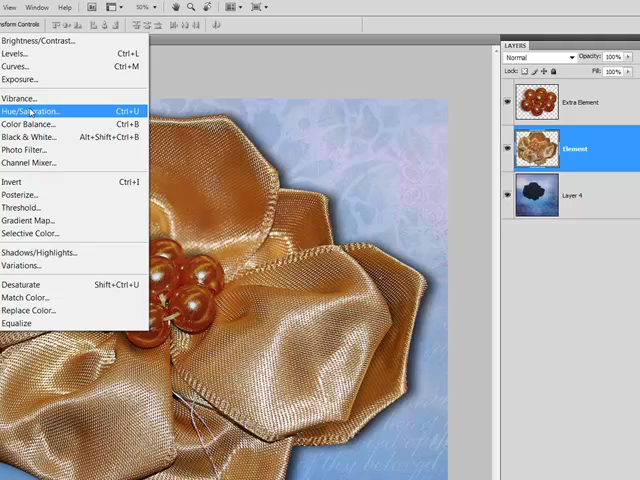 View Window Help
50%
ransform Controls
Brightness/Contrast...
Levels... Ctrl+L
Curves... Ctrl+M
Exposure...
Vibrance...
Hue/Saturation... Ctrl+U
Color Balance... Ctrl+B
Black & White... Alt+Shift+Ctrl+B
Photo Filter...
Channel Mixer...
Invert Ctrl+I
Posterize...
Threshold...
Gradient Map...
Selective Color...
Shadows/Highlights...
Variations...
Desaturate Shift+Ctrl+U
Match Color...
Replace Color...
Equalize
LAYERS
Normal Opacity: 100%
Lock: Fill: 100%
Extra Element
Element
Layer 4